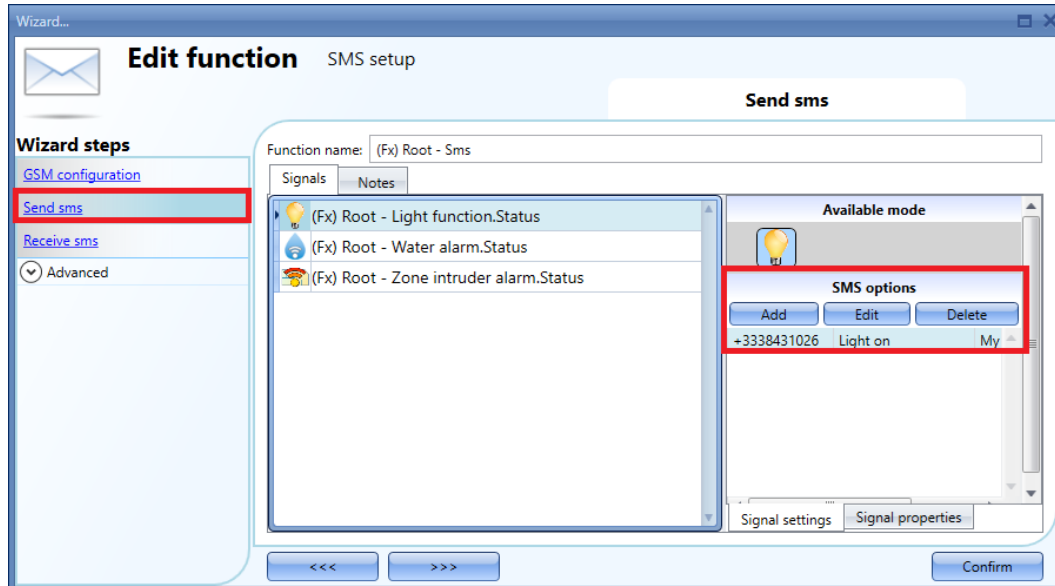 Wizard...
Edit function SMS setup
Send sms
Wizard steps
GSM configuration
Send sms
Receive sms
Advanced
Function name: (Fx) Root - Sms
Signals Notes
(Fx) Root - Light function.Status
(Fx) Root - Water alarm.Status
(Fx) Root - Zone intruder alarm.Status
Available mode
SMS options
Add Edit Delete
+3338431026 Light on My
Signal settings Signal properties
<<< >>> Confirm